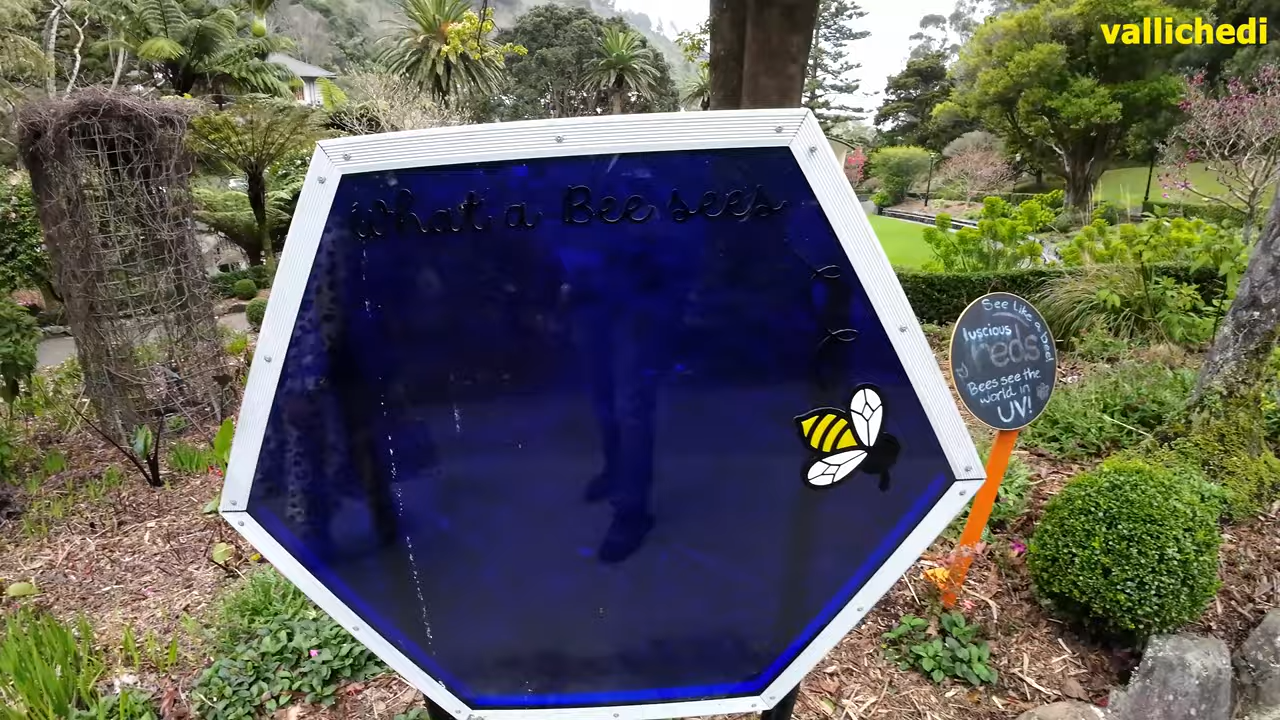 vallichedi
What a Bee sees
See Like a bee!
luscious
reds
Bees see the
world in
UV!